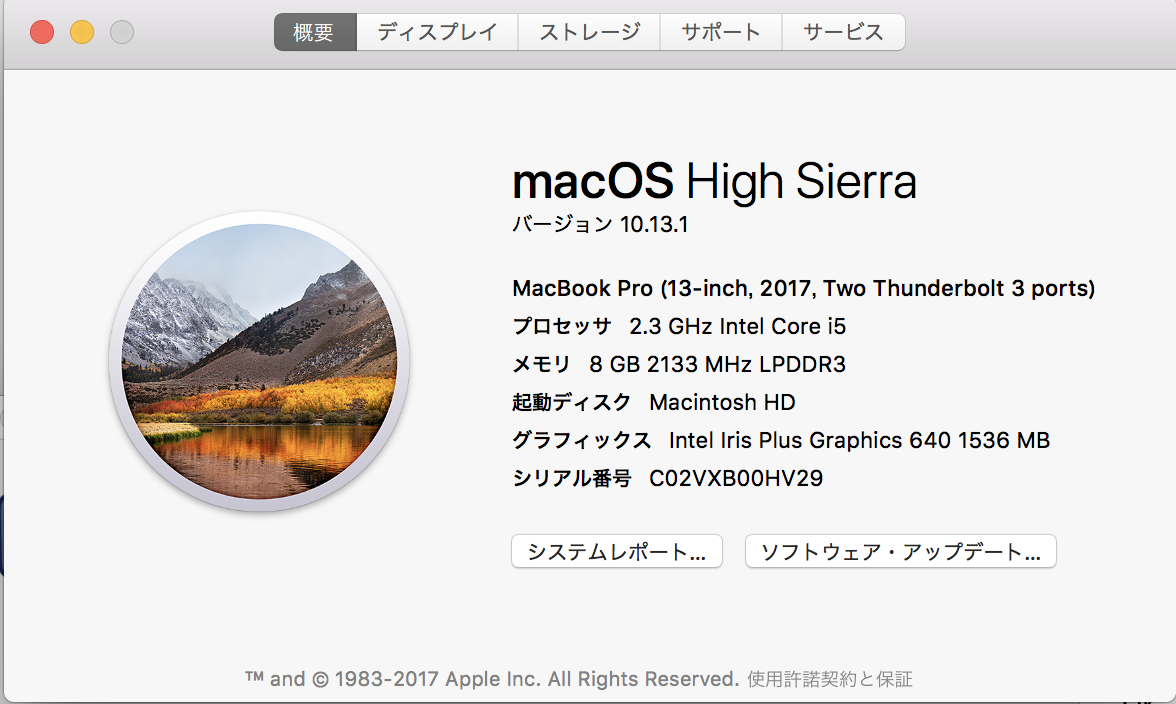 概要 ディスプレイ ストレージ サポート サービス
macOS High Sierra
バージョン 10.13.1
MacBook Pro (13-inch, 2017, Two Thunderbolt 3 ports)
プロセッサ 2.3 GHz Intel Core i5
メモリ 8 GB 2133 MHz LPDDR3
起動ディスク Macintosh HD
グラフィックス Intel Iris Plus Graphics 640 1536 MB
シリアル番号 C02VXB00HV29
システムレポート... ソフトウェア・アップデート...
™ and © 1983-2017 Apple Inc. All Rights Reserved. 使用許諾契約と保証